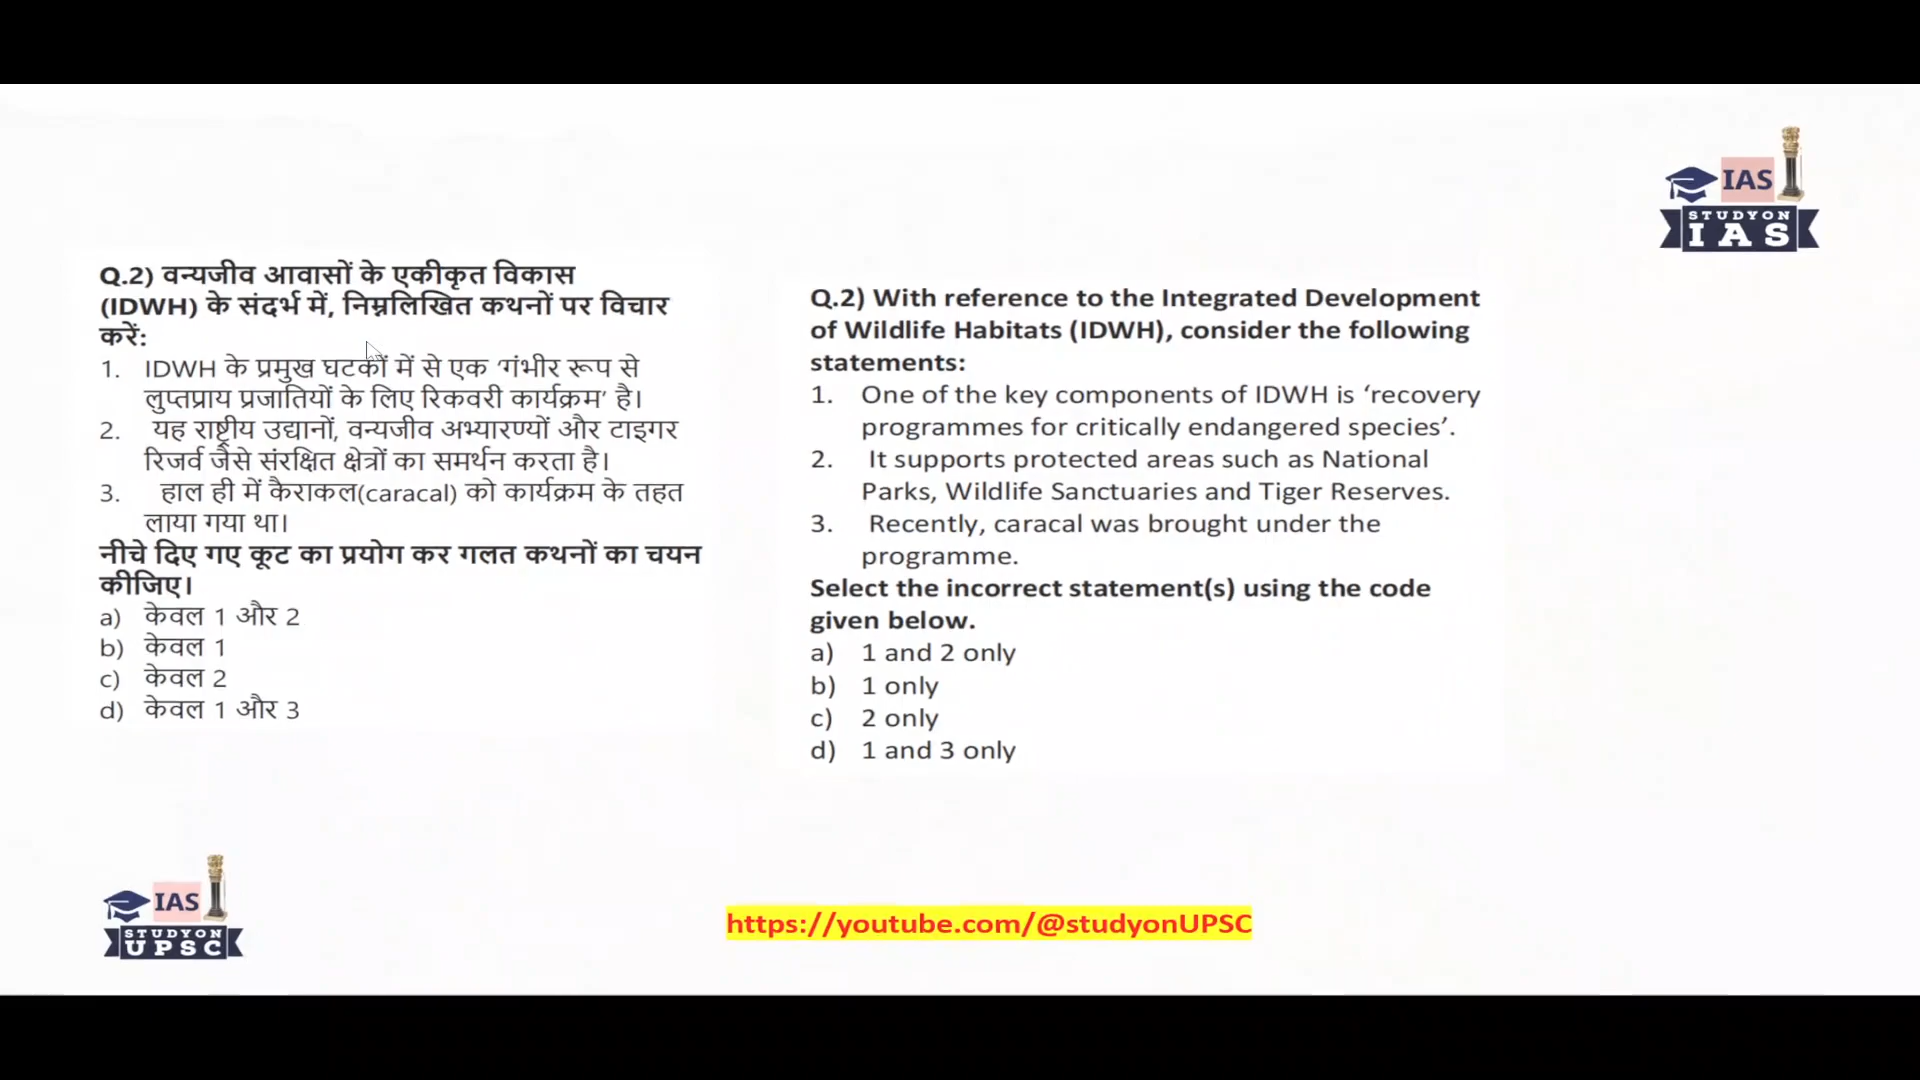 IAS
STUDYON
IAS
Q.2) वन्यजीव आवासों के एकीकृत विकास
(IDWH) के संदर्भ में, निम्नलिखित कथनों पर विचार
करें:
1. IDWH के प्रमुख घटकों में से एक ‘गंभीर रूप से
लुप्तप्राय प्रजातियों के लिए रिकवरी कार्यक्रम’ है।
2. यह राष्ट्रीय उद्यानों, वन्यजीव अभ्यारण्यों और टाइगर
रिजर्व जैसे संरक्षित क्षेत्रों का समर्थन करता है।
3. हाल ही में कैराकल(caracal) को कार्यक्रम के तहत
लाया गया था।
नीचे दिए गए कूट का प्रयोग कर गलत कथनों का चयन
कीजिए।
a) केवल 1 और 2
b) केवल 1
c) केवल 2
d) केवल 1 और 3
Q.2) With reference to the Integrated Development
of Wildlife Habitats (IDWH), consider the following
statements:
1. One of the key components of IDWH is ‘recovery
programmes for critically endangered species’.
2. It supports protected areas such as National
Parks, Wildlife Sanctuaries and Tiger Reserves.
3. Recently, caracal was brought under the
programme.
Select the incorrect statement(s) using the code
given below.
a) 1 and 2 only
b) 1 only
c) 2 only
d) 1 and 3 only
IAS
STUDYON
UPSC
https://youtube.com/@studyonUPSC